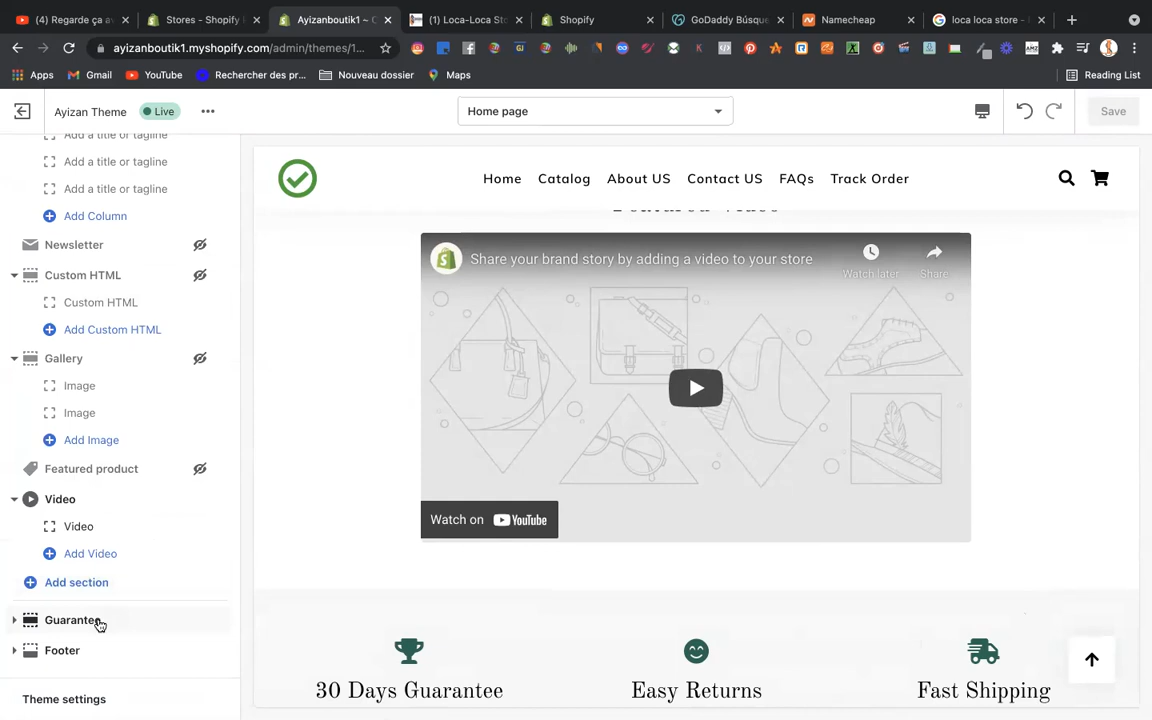 (4) Regarde ça av
Stores - Shopify
Ayizanboutik1 ~ C
(1) Loca-Loca St
Shopify
GoDaddy Búsque
Namecheap
loca loca store -
ayizanboutik1.myshopify.com/admin/themes/1...
Apps
Gmail
YouTube
Rechercher des pr...
Nouveau dossier
Maps
Reading List
Ayizan Theme
Live
Home page
Save
Add a title or tagline
Add a title or tagline
Add a title or tagline
Add Column
Newsletter
Custom HTML
Custom HTML
Add Custom HTML
Gallery
Image
Image
Add Image
Featured product
Video
Video
Add Video
Add section
Guarantee
Footer
Theme settings
Home Catalog About US Contact US FAQs Track Order
Featured Video
Share your brand story by adding a video to your store
Watch later
Share
Watch on YouTube
30 Days Guarantee
Easy Returns
Fast Shipping